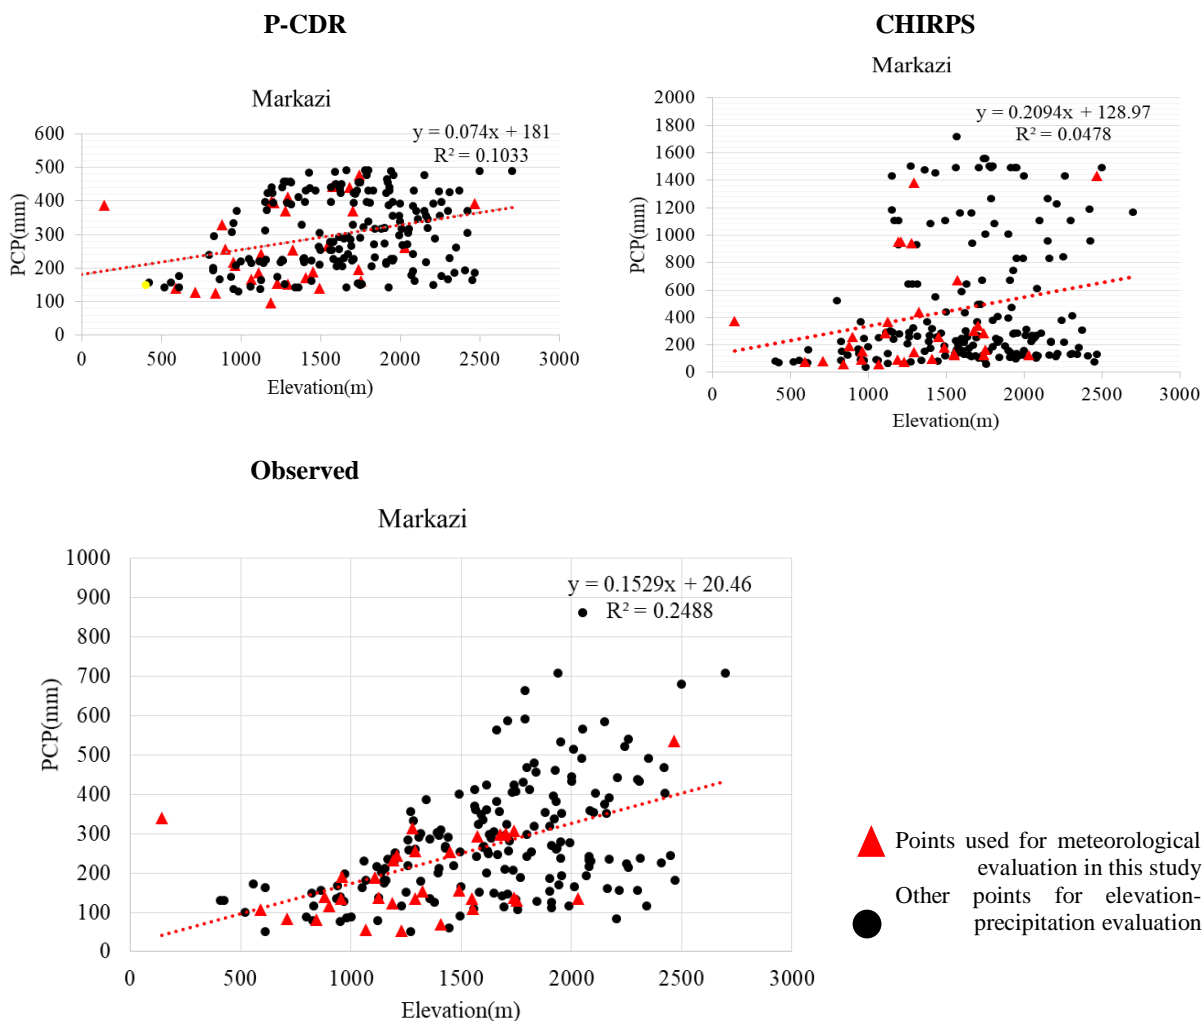 P-CDR
Markazi
y = 0.074x + 181
R² = 0.1033
PCP(mm)
600
500
400
300
200
100
0
0 500 1000 1500 2000 2500 3000
Elevation(m)
CHIRPS
Markazi
y = 0.2094x + 128.97
R² = 0.0478
PCP(mm)
2000
1800
1600
1400
1200
1000
800
600
400
200
0
0 500 1000 1500 2000 2500 3000
Elevation(m)
Observed
Markazi
y = 0.1529x + 20.46
R² = 0.2488
PCP(mm)
1000
900
800
700
600
500
400
300
200
100
0
0 500 1000 1500 2000 2500 3000
Elevation(m)
Points used for meteorological
evaluation in this study
Other points for elevation-
precipitation evaluation